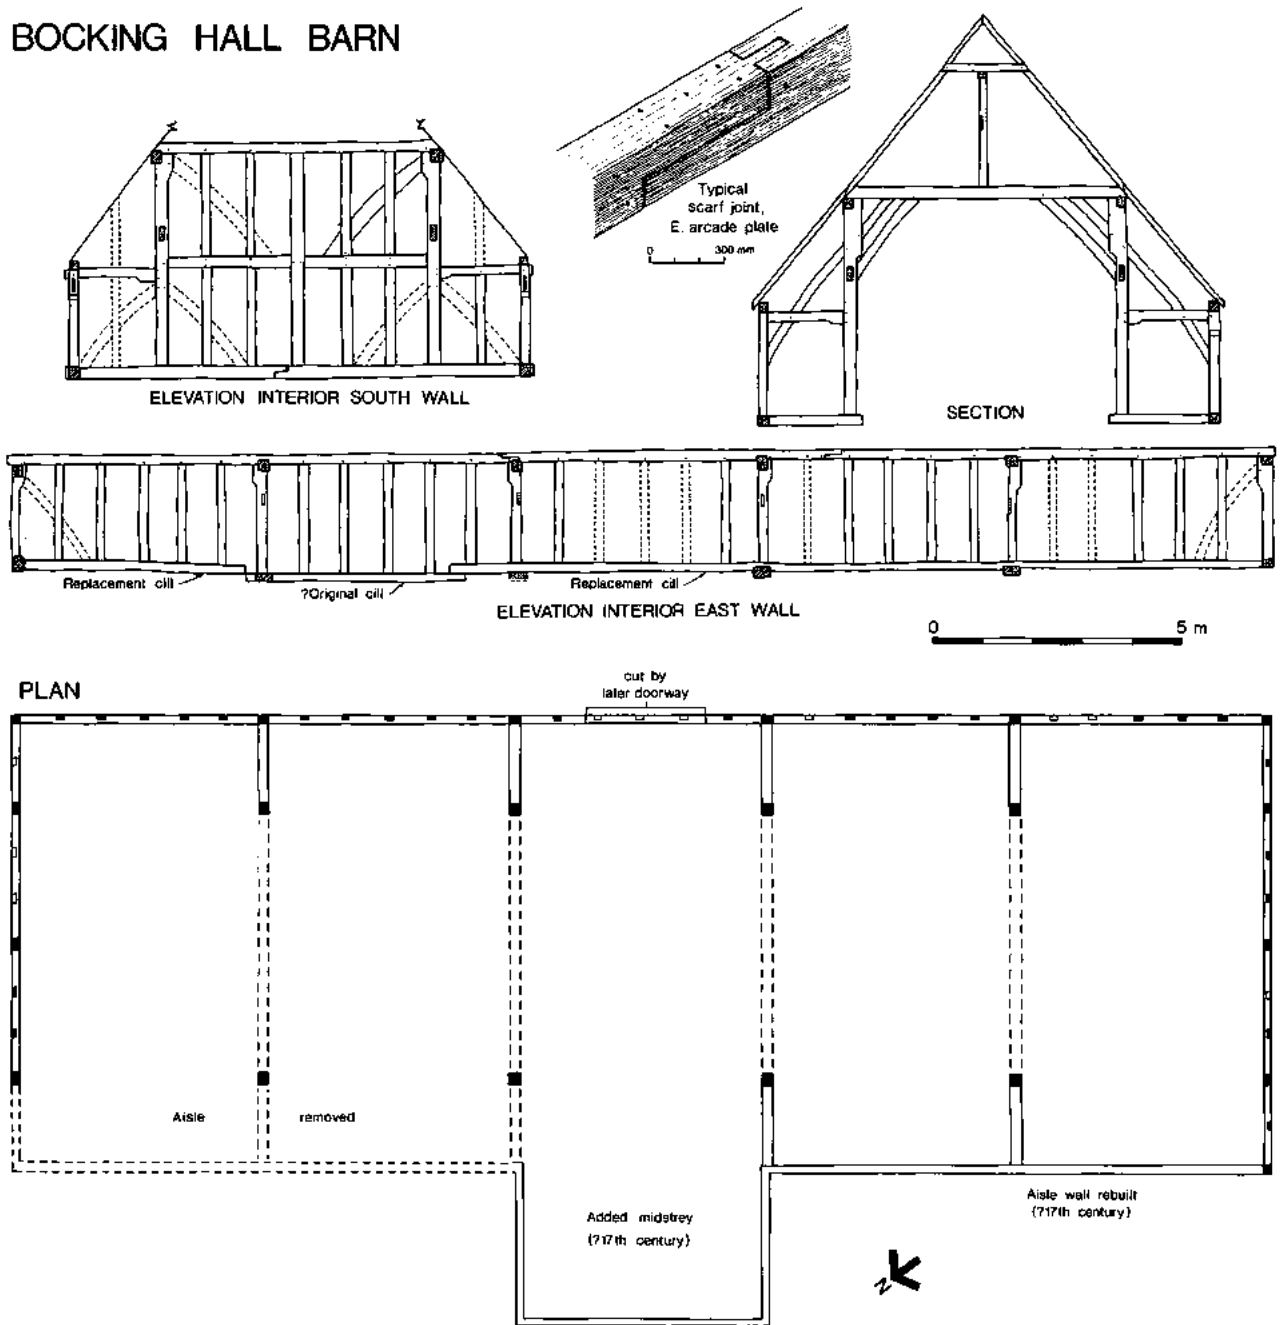 BOCKING HALL BARN
Typical
scarf joint,
E. arcade plate
0 300 mm
ELEVATION INTERIOR SOUTH WALL
SECTION
Replacement cill
?Original cill
Replacement cill
ELEVATION INTERIOR EAST WALL
0 5 m
PLAN
cut by
later doorway
Aisle removed
Added midstrey
(?17th century)
Aisle wall rebuilt
(?17th century)
N